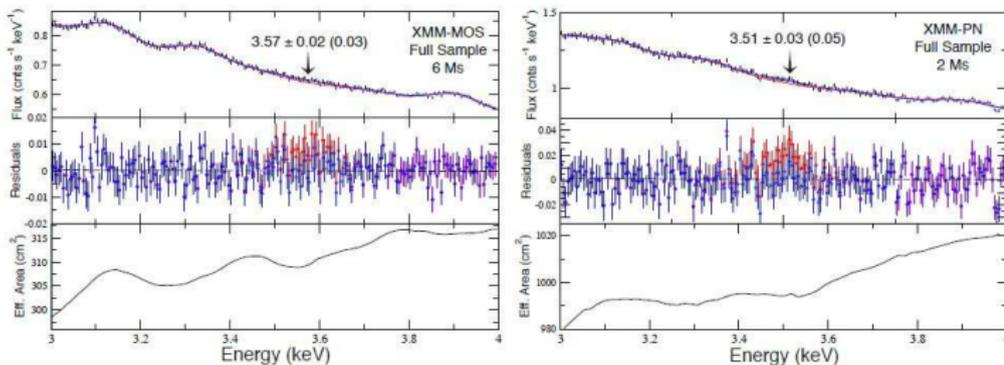 XMM-MOS
Full Sample
6 Ms
3.57 ± 0.02 (0.03)
Flux (cnts s⁻¹ keV⁻¹)
0.8
0.7
0.6
0.02
Residuals
0.01
0
-0.01
-0.02
Eff. Area (cm²)
315
310
305
300
3
3.2
3.4
3.6
3.8
4
Energy (keV)
XMM-PN
Full Sample
2 Ms
3.51 ± 0.03 (0.05)
Flux (cnts s⁻¹ keV⁻¹)
1.5
1
Residuals
0.04
0.02
0
-0.02
Eff. Area (cm²)
1020
1000
980
3
3.2
3.4
3.6
3.8
4
Energy (keV)